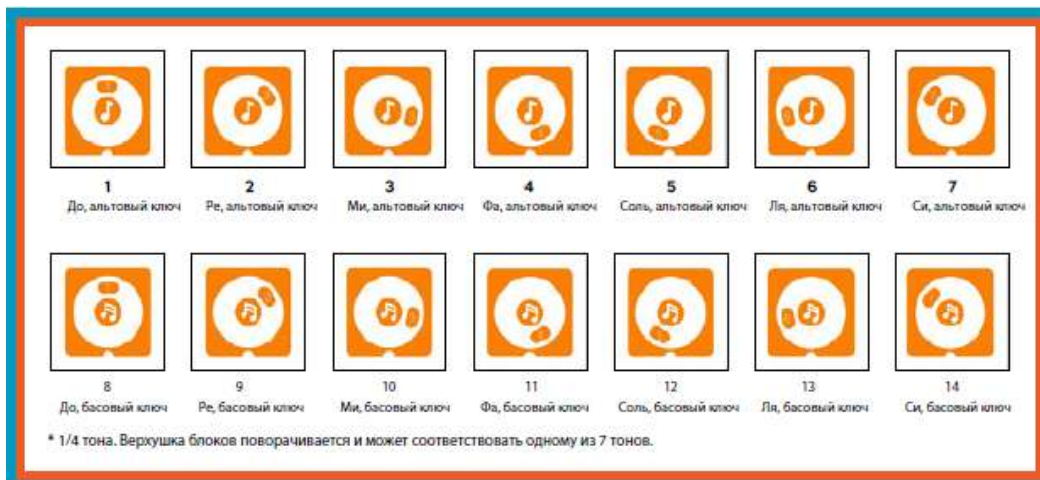 1 2 3 4 5 6 7
До, альтовый ключ Ре, альтовый ключ Ми, альтовый ключ Фа, альтовый ключ Соль, альтовый ключ Ля, альтовый ключ Си, альтовый ключ
8 9 10 11 12 13 14
До, басовый ключ Ре, басовый ключ Ми, басовый ключ Фа, басовый ключ Соль, басовый ключ Ля, басовый ключ Си, басовый ключ
* 1/4 тона. Верхушка блоков поворачивается и может соответствовать одному из 7 тонов.